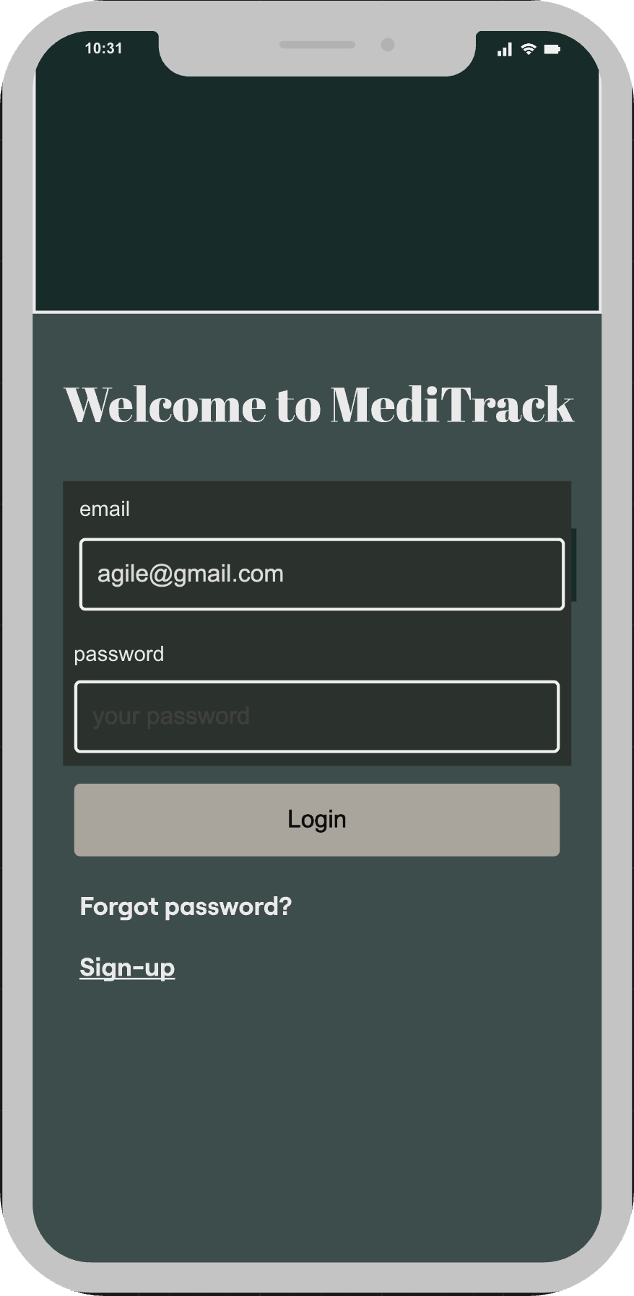 10:31
Welcome to MediTrack
email
agile@gmail.com
password
your password
Login
Forgot password?
Sign-up